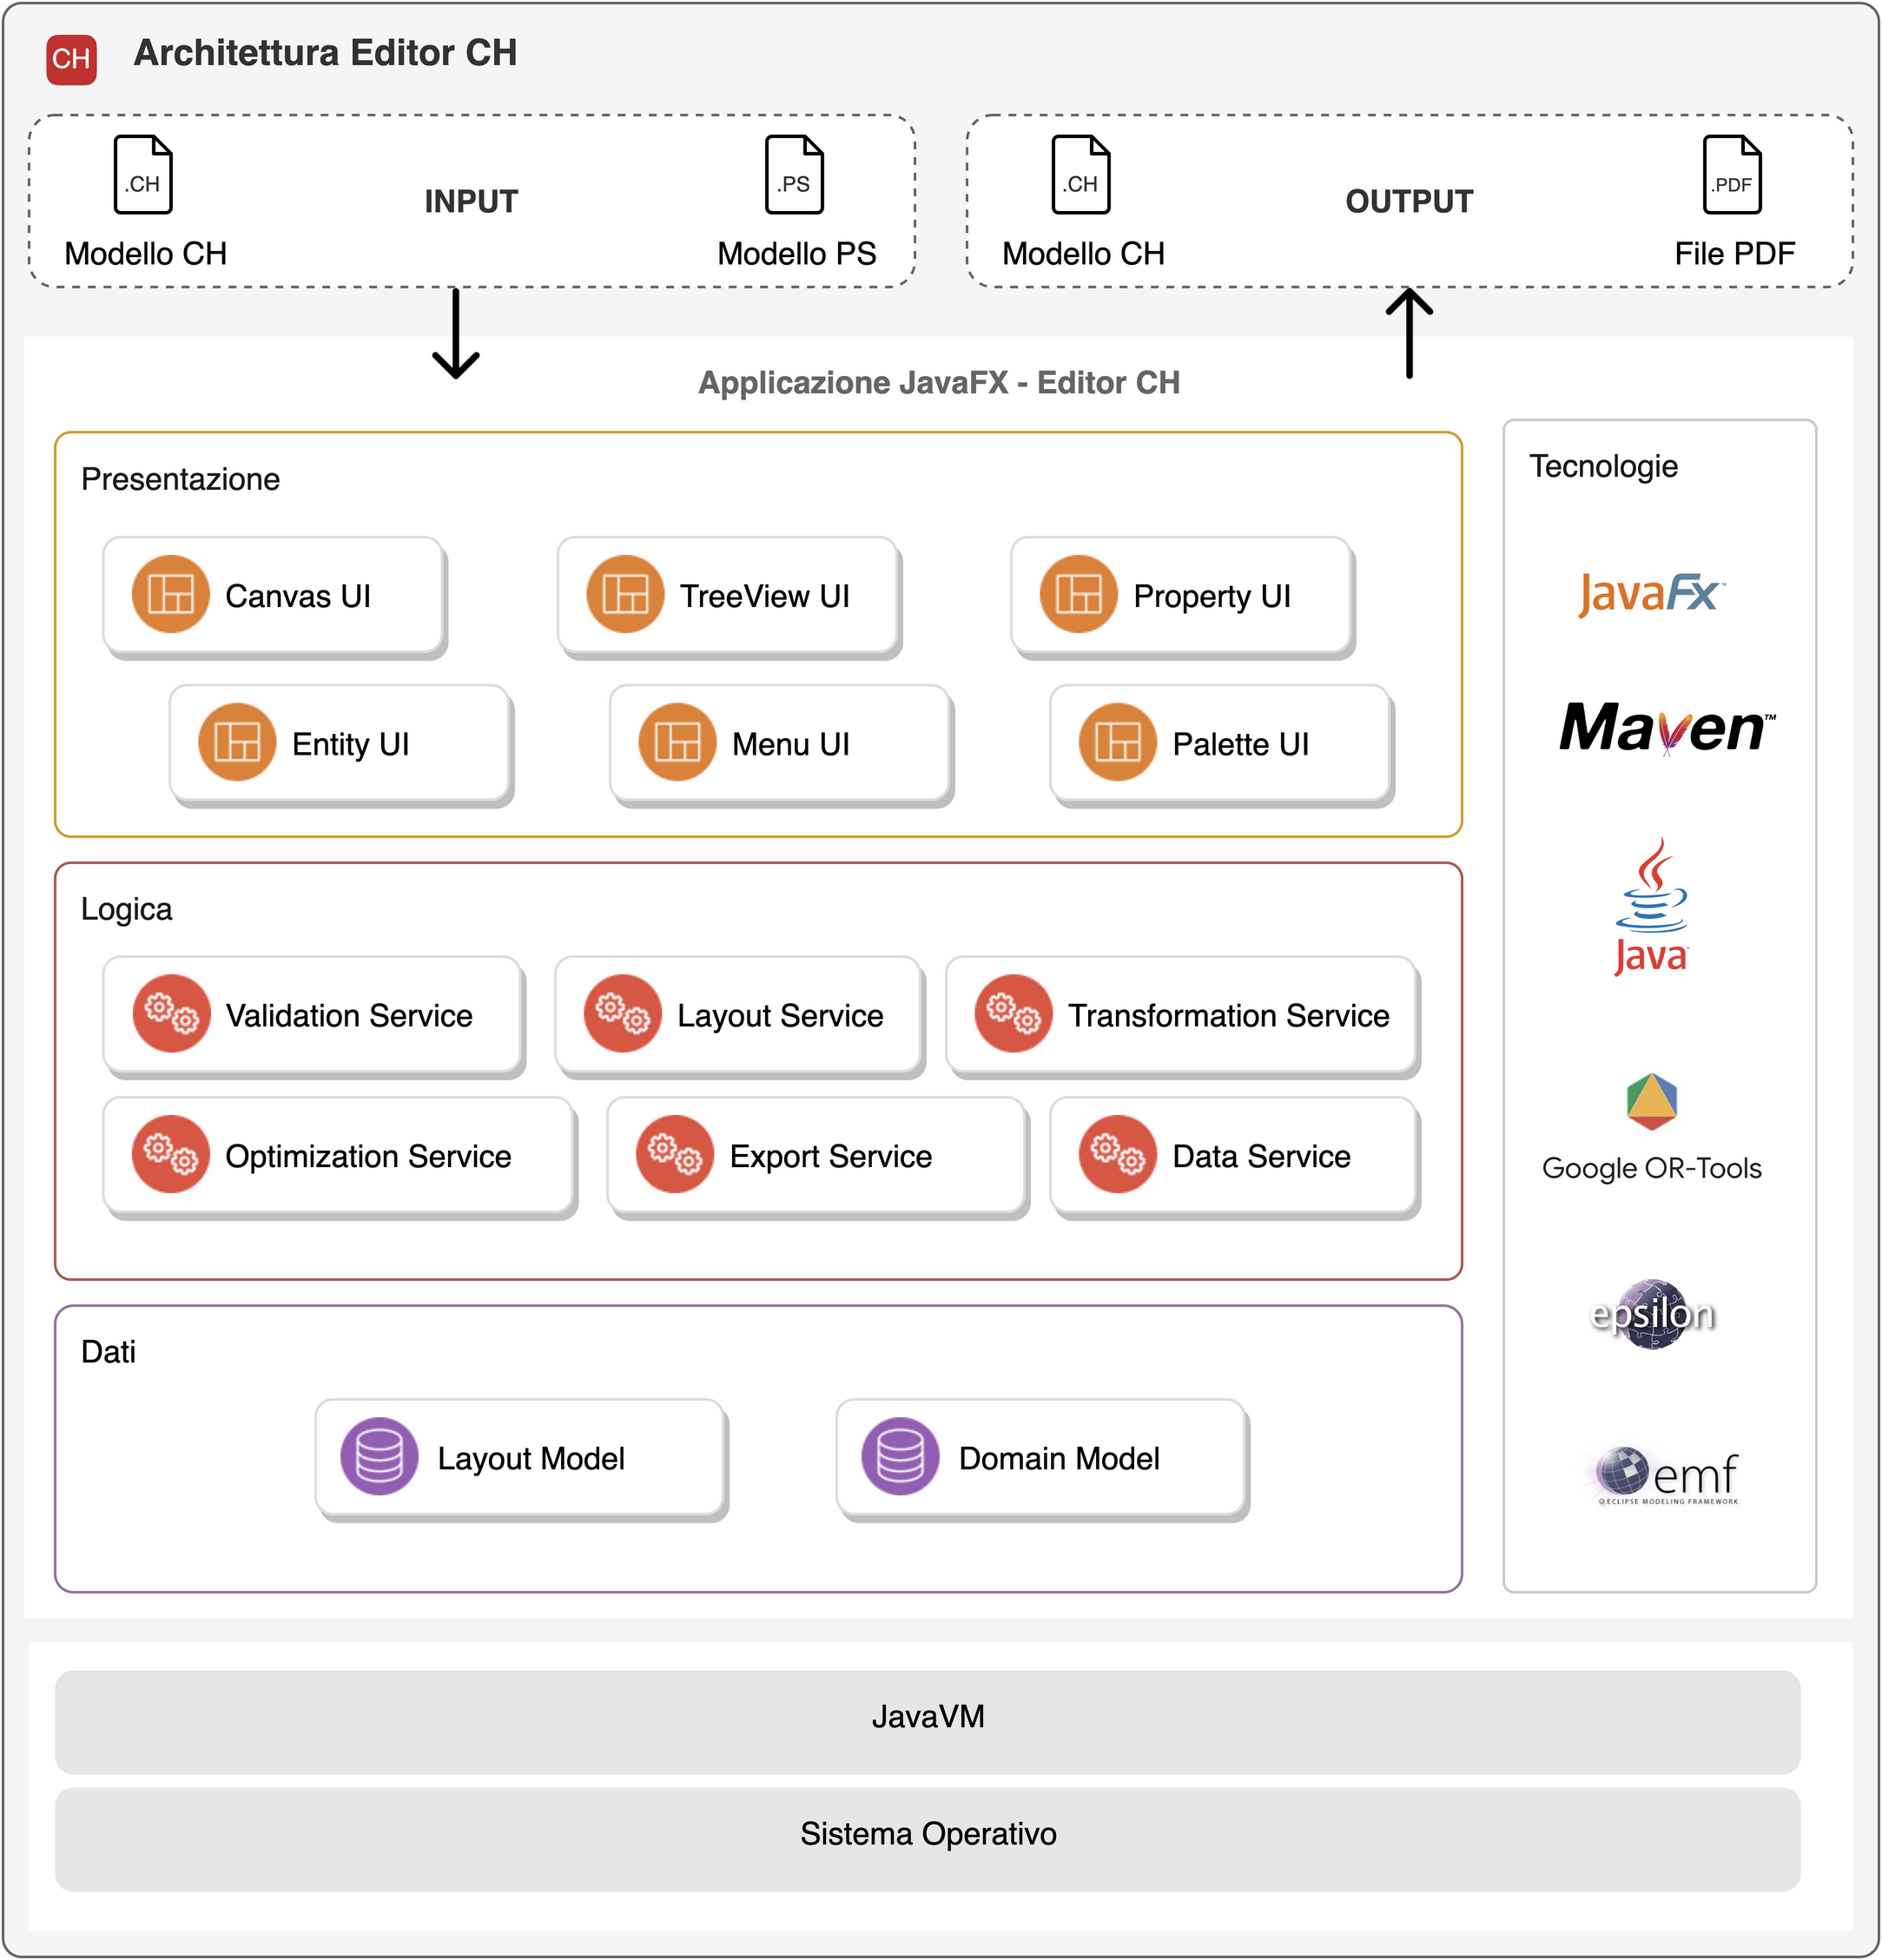 CH
Architettura Editor CH
.CH
Modello CH
INPUT
.PS
Modello PS
.CH
Modello CH
OUTPUT
.PDF
File PDF
Applicazione JavaFX - Editor CH
Presentazione
Canvas UI
TreeView UI
Property UI
Entity UI
Menu UI
Palette UI
Logica
Validation Service
Layout Service
Transformation Service
Optimization Service
Export Service
Data Service
Dati
Layout Model
Domain Model
Tecnologie
JavaFX™
Maven™
Java™
Google OR-Tools
epsilon
emf
ECLIPSE MODELING FRAMEWORK
JavaVM
Sistema Operativo